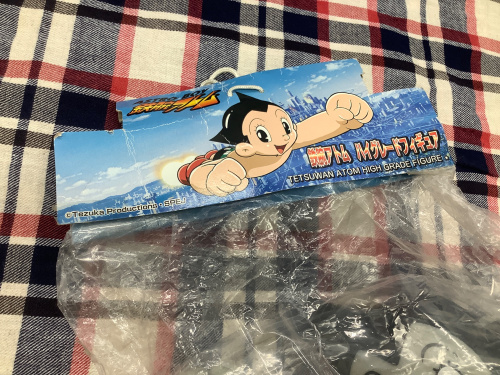 鉄腕アトム ハイグレードフィギュア
TETSUWAN ATOM HIGH GRADE FIGURE
©Tezuka Productions・SPEJ